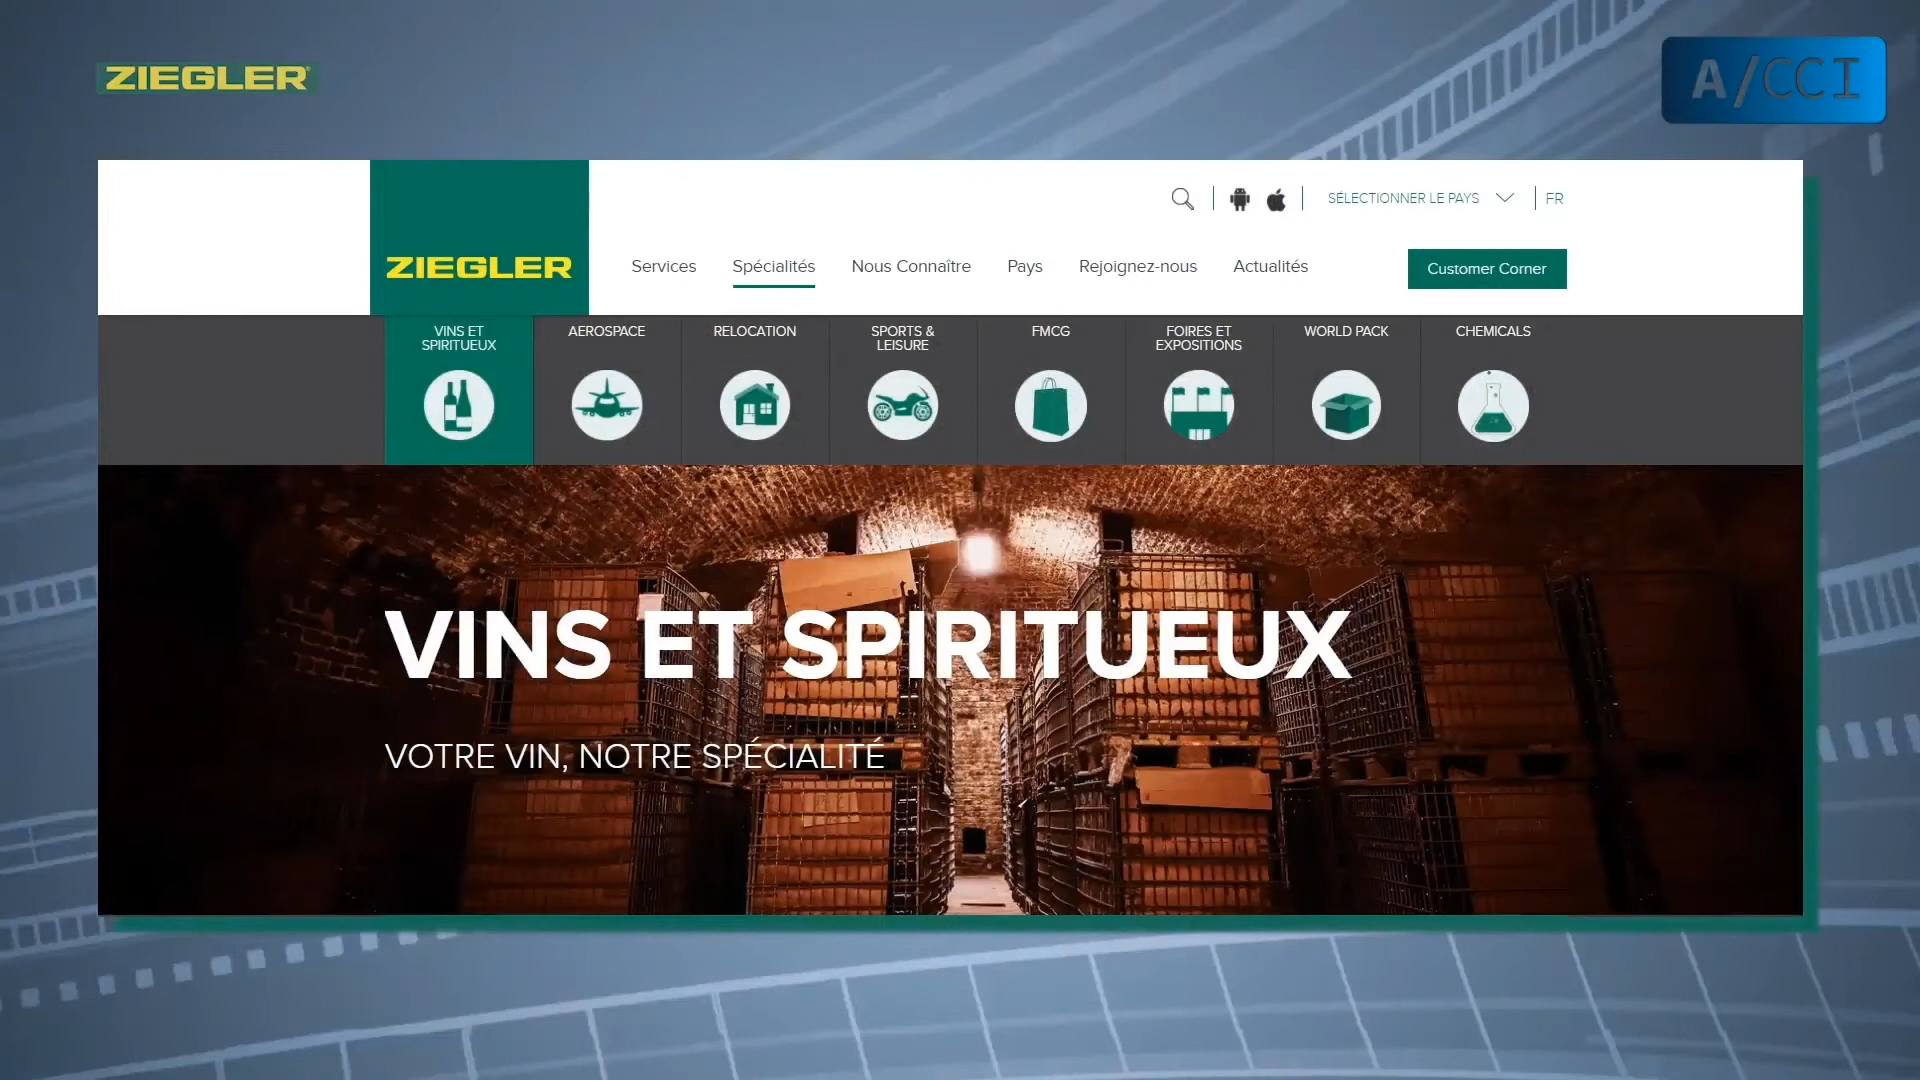 ZIEGLER
A/CCI
SÉLECTIONNER LE PAYS
FR
ZIEGLER
Services
Spécialités
Nous Connaître
Pays
Rejoignez-nous
Actualités
Customer Corner
VINS ET
SPIRITUEUX
AEROSPACE
RELOCATION
SPORTS &
LEISURE
FMCG
FOIRES ET
EXPOSITIONS
WORLD PACK
CHEMICALS
VINS ET SPIRITUEUX
VOTRE VIN, NOTRE SPÉCIALITÉ